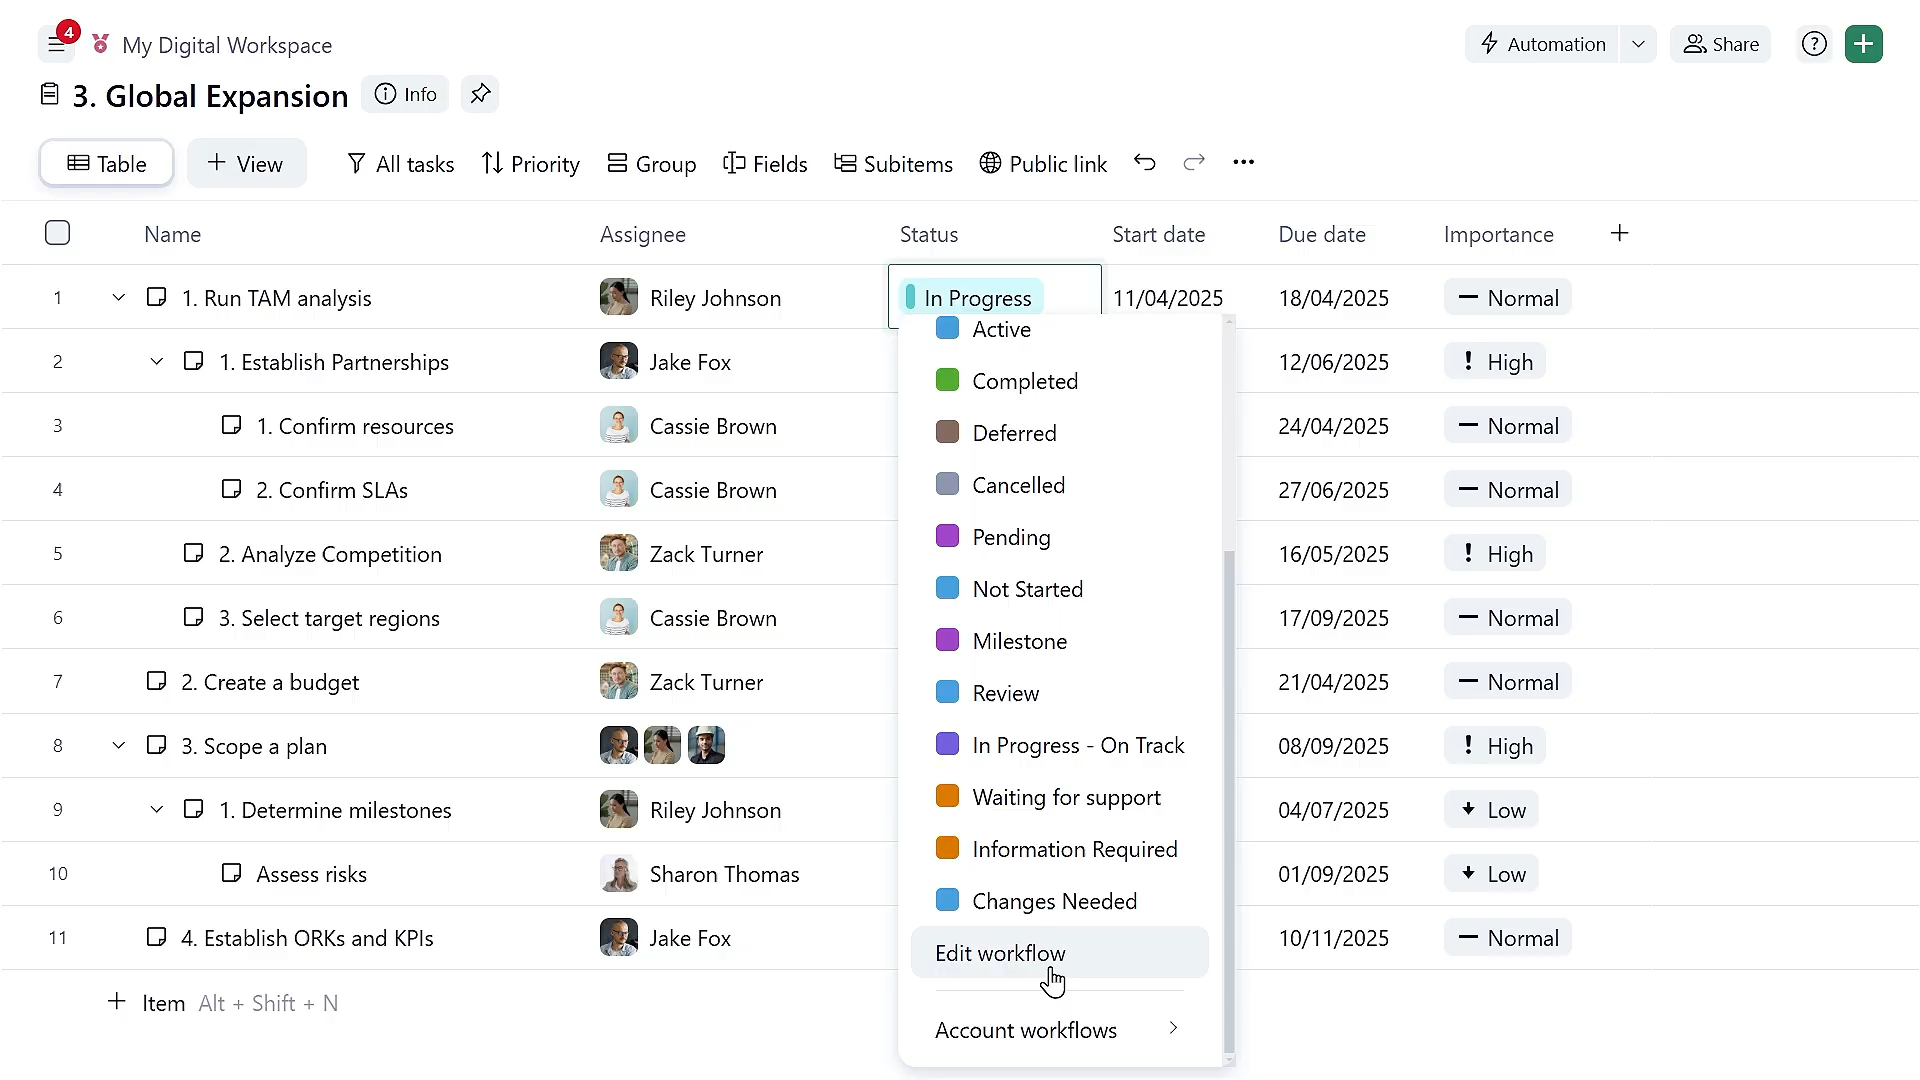 4
My Digital Workspace
Automation
Share
3. Global Expansion
Info
Table
View
All tasks
Priority
Group
Fields
Subitems
Public link
Name
Assignee
Status
Start date
Due date
Importance
1
1. Run TAM analysis
Riley Johnson
In Progress
11/04/2025
18/04/2025
Normal
2
1. Establish Partnerships
Jake Fox
12/06/2025
High
3
1. Confirm resources
Cassie Brown
24/04/2025
Normal
4
2. Confirm SLAs
Cassie Brown
27/06/2025
Normal
5
2. Analyze Competition
Zack Turner
16/05/2025
High
6
3. Select target regions
Cassie Brown
17/09/2025
Normal
7
2. Create a budget
Zack Turner
21/04/2025
Normal
8
3. Scope a plan
08/09/2025
High
9
1. Determine milestones
Riley Johnson
04/07/2025
Low
10
Assess risks
Sharon Thomas
01/09/2025
Low
11
4. Establish ORKs and KPIs
Jake Fox
10/11/2025
Normal
Item Alt + Shift + N
Active
Completed
Deferred
Cancelled
Pending
Not Started
Milestone
Review
In Progress - On Track
Waiting for support
Information Required
Changes Needed
Edit workflow
Account workflows